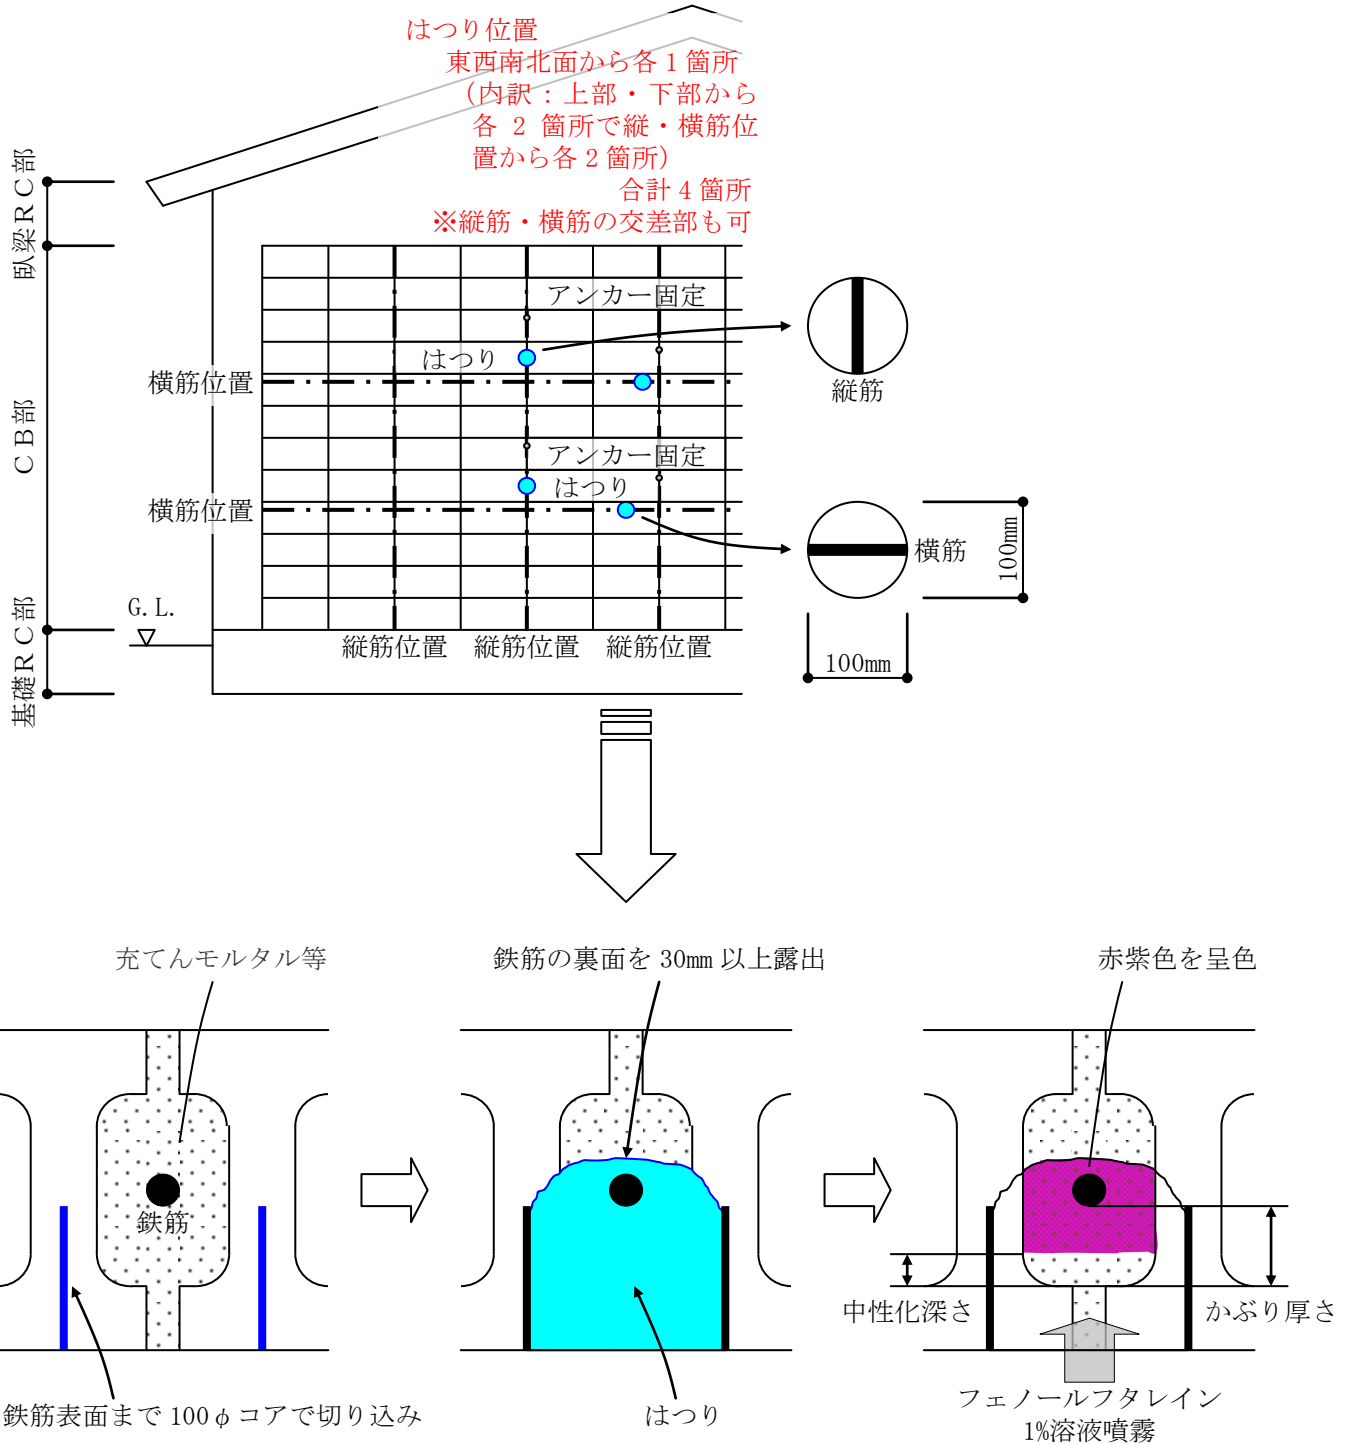 はつり位置
東西南北面から各１箇所
（内訳：上部・下部から
各 2 箇所で縦・横筋位
置から各２箇所）
合計４箇所
※縦筋・横筋の交差部も可
臥梁ＲＣ部
ＣＢ部
基礎ＲＣ部
アンカー固定
はつり
横筋位置
縦筋
アンカー固定
はつり
横筋位置
横筋
100mm
100mm
G.L.
縦筋位置
縦筋位置
縦筋位置
充てんモルタル等
鉄筋の裏面を 30mm 以上露出
赤紫色を呈色
鉄筋
中性化深さ
かぶり厚さ
鉄筋表面まで 100φコアで切り込み
はつり
フェノールフタレイン
1%溶液噴霧